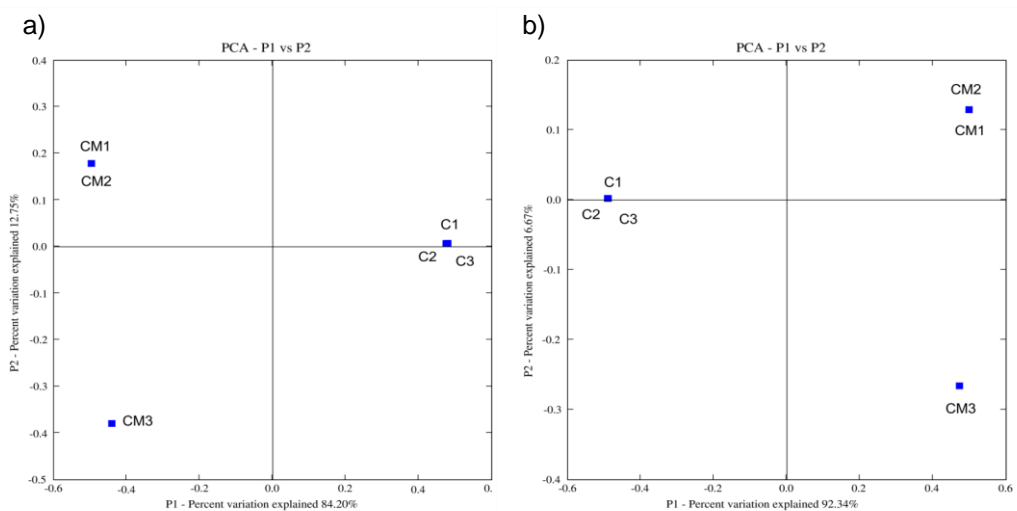 a)
PCA - P1 vs P2
0.4
0.3
0.2
0.1
0.0
-0.1
-0.2
-0.3
-0.4
-0.5
P2 - Percent variation explained 12.75%
CM1
CM2
C1
C2
C3
CM3
-0.6
-0.4
-0.2
0.0
0.2
0.4
0.
P1 - Percent variation explained 84.20%
b)
PCA - P1 vs P2
0.2
0.1
0.0
-0.1
-0.2
-0.3
-0.4
P2 - Percent variation explained 6.67%
CM2
CM1
C1
C2
C3
CM3
-0.6
-0.4
-0.2
0.0
0.2
0.4
0.6
P1 - Percent variation explained 92.34%